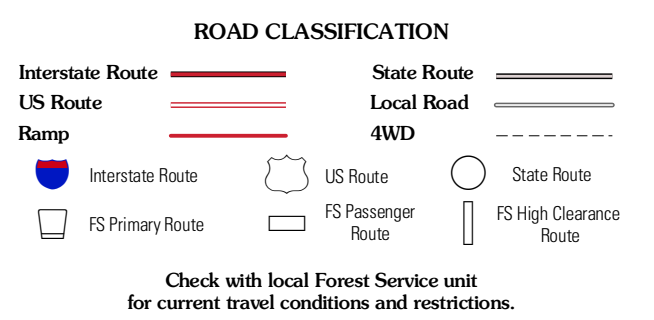 ROAD CLASSIFICATION
Interstate Route
State Route
US Route
Local Road
Ramp
4WD
Interstate Route
US Route
State Route
FS Primary Route
FS Passenger
Route
FS High Clearance
Route
Check with local Forest Service unit
for current travel conditions and restrictions.